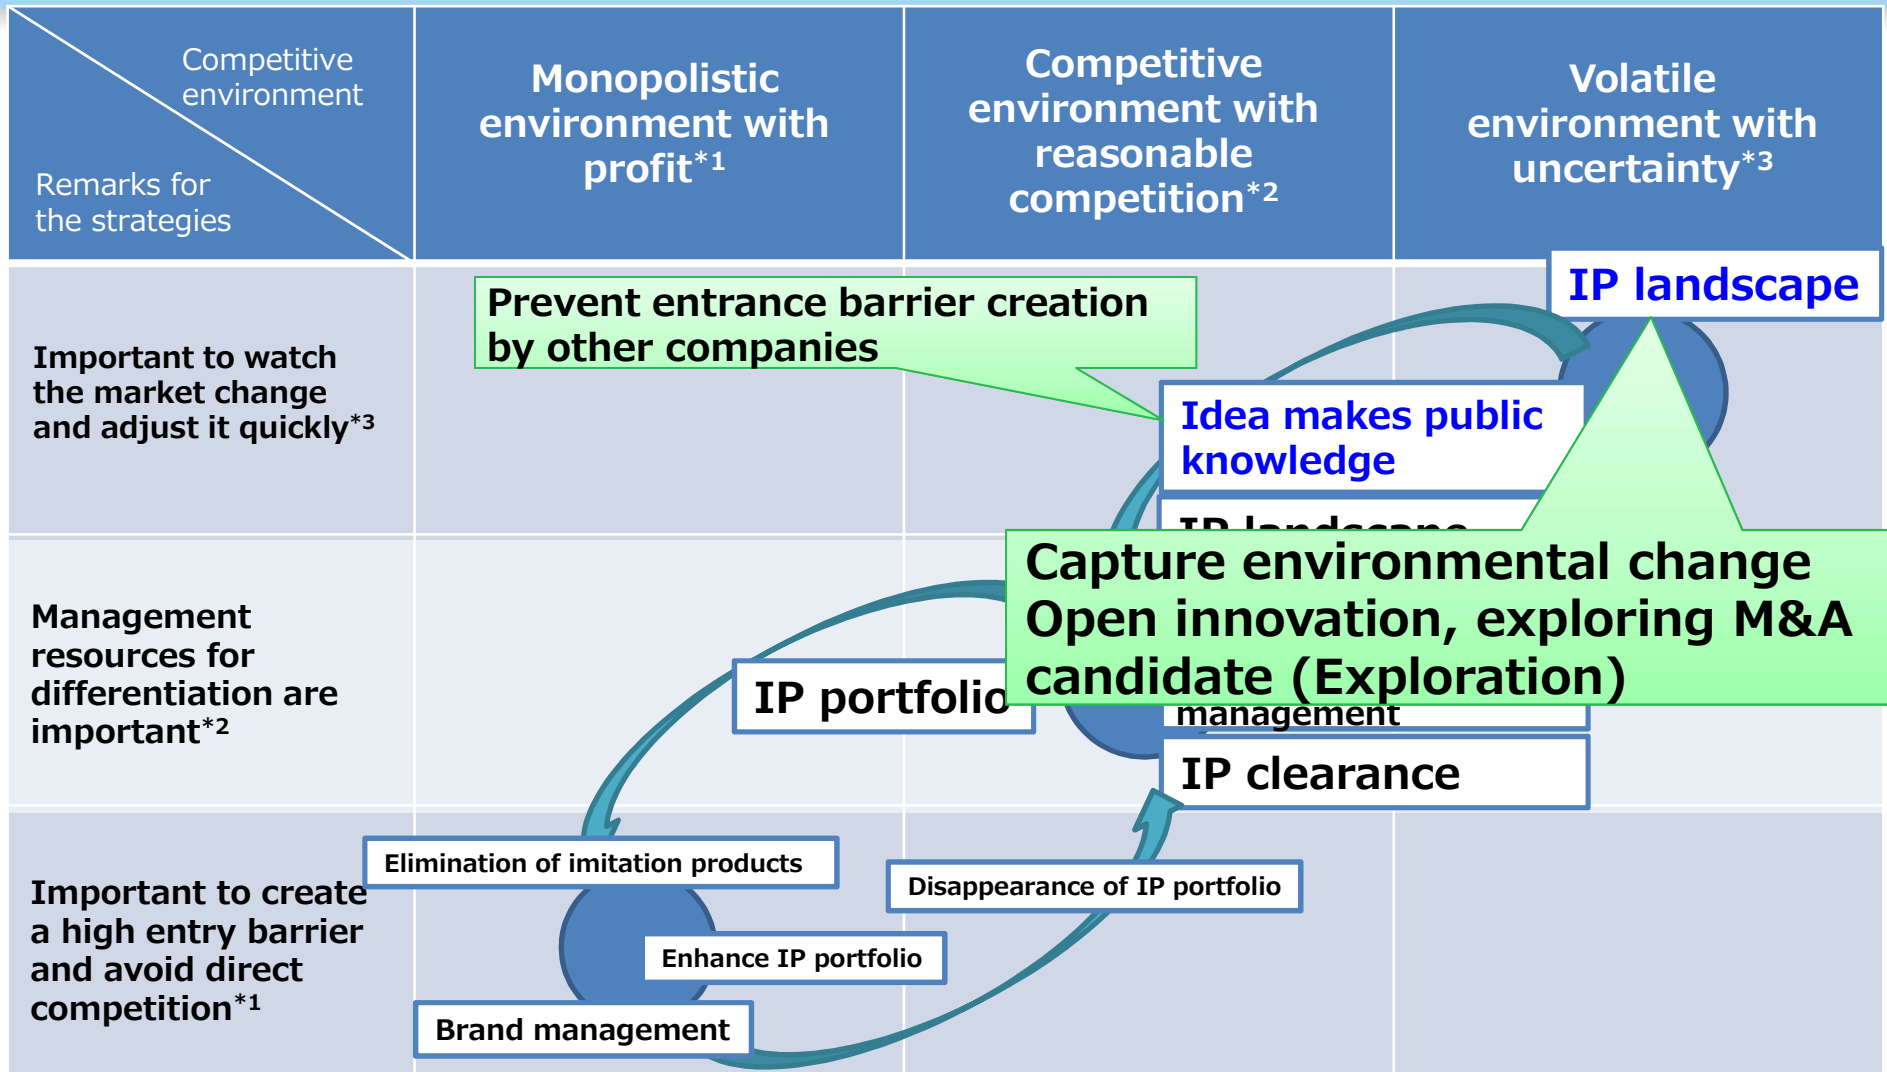 Competitive
environment
Remarks for
the strategies
Monopolistic
environment with
profit*1
Competitive
environment with
reasonable
competition*2
Volatile
environment with
uncertainty*3
Important to watch
the market change
and adjust it quickly*3
Prevent entrance barrier creation
by other companies
IP landscape
Idea makes public
knowledge
IP landscape
Capture environmental change
Open innovation, exploring M&A
candidate (Exploration)
Management
resources for
differentiation are
important*2
IP portfolio
management
IP clearance
Important to create
a high entry barrier
and avoid direct
competition*1
Elimination of imitation products
Disappearance of IP portfolio
Enhance IP portfolio
Brand management